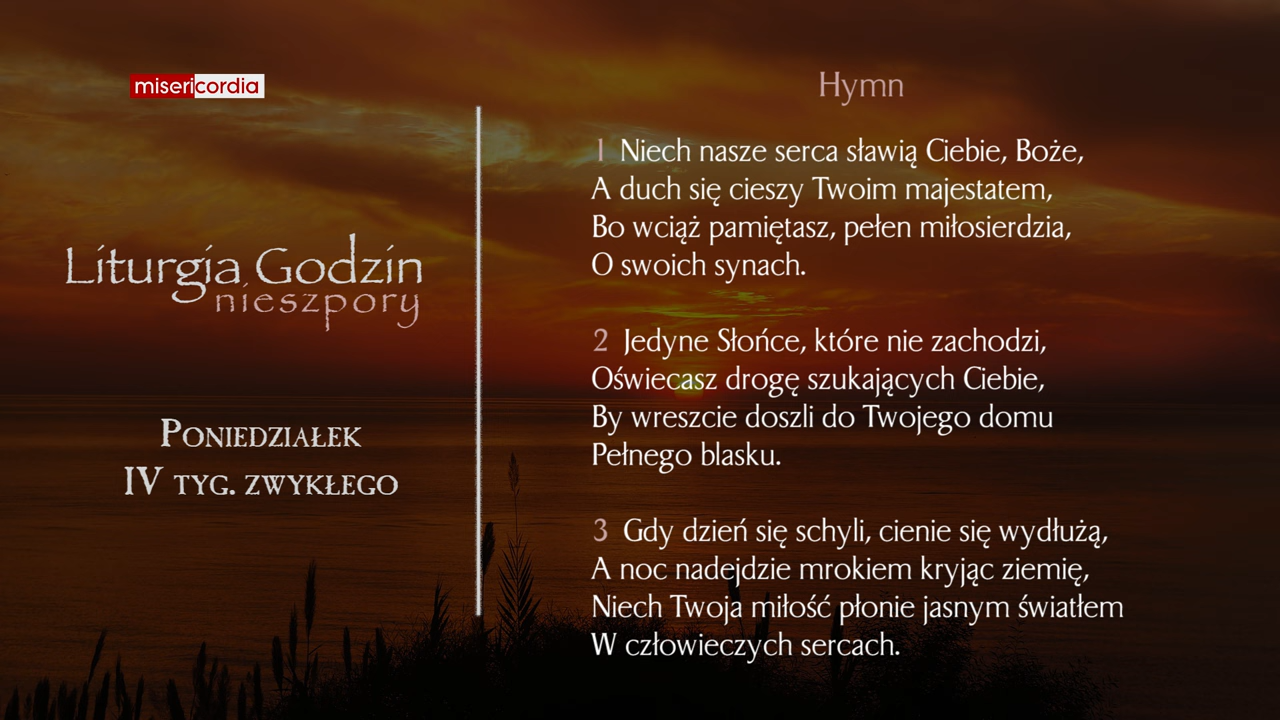 misericordia
Liturgia Godzin
nieszpory
Poniedziałek
IV tyg. zwykłego
Hymn
1 Niech nasze serca sławią Ciebie, Boże,
A duch się cieszy Twoim majestatem,
Bo wciąż pamiętasz, pełen miłosierdzia,
O swoich synach.
2 Jedyne Słońce, które nie zachodzi,
Oświecasz drogę szukających Ciebie,
By wreszcie doszli do Twojego domu
Pełnego blasku.
3 Gdy dzień się schyli, cienie się wydłużą,
A noc nadejdzie mrokiem kryjąc ziemię,
Niech Twoja miłość płonie jasnym światłem
W człowieczych sercach.